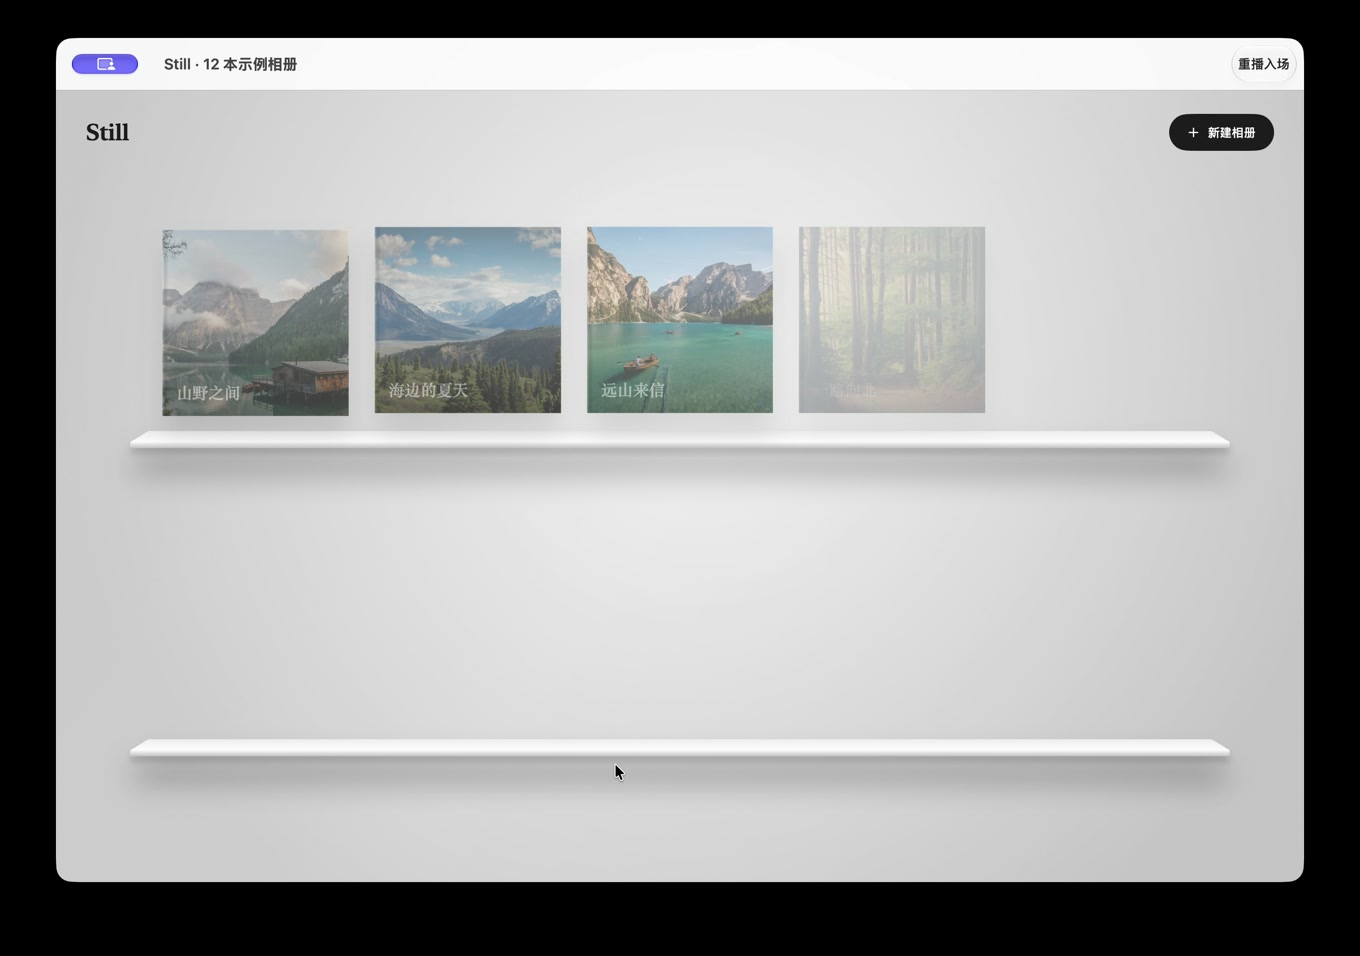 Still · 12 本示例相册
重播入场
Still
+ 新建相册
山野之间
海边的夏天
远山来信